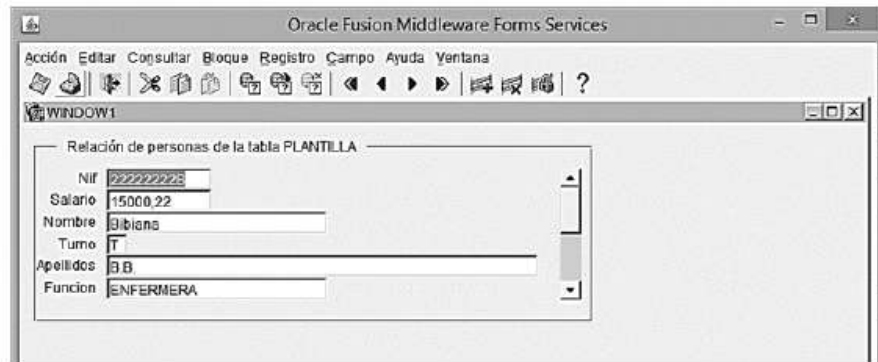 Oracle Fusion Middleware Forms Services
Acción Editar Consultar Bloque Registro Campo Ayuda Ventana
WINDOW1
Relación de personas de la tabla PLANTILLA
Nif
Salario 15000,22
Nombre Bibiana
Turno T
Apellidos B.B.
Funcion ENFERMERA